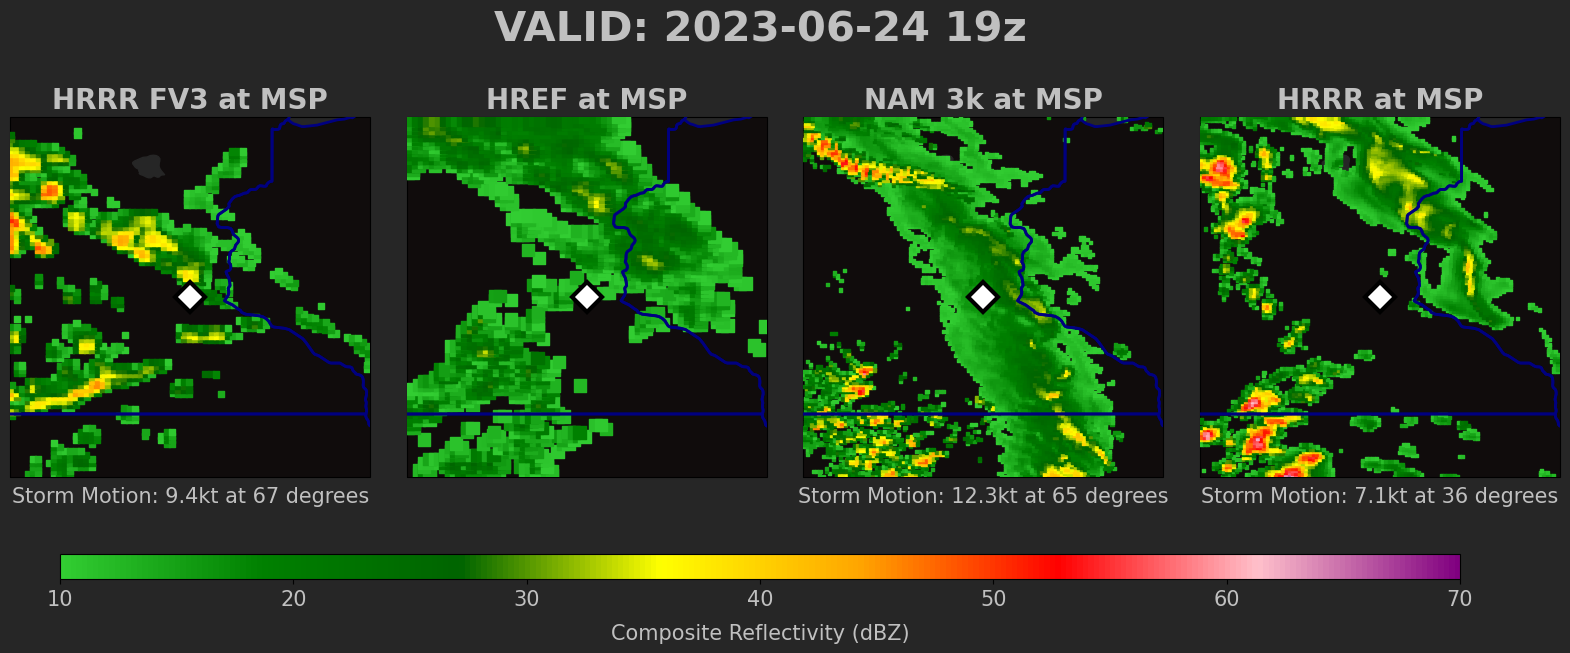 VALID: 2023-06-24 19z
HRRR FV3 at MSP
HREF at MSP
NAM 3k at MSP
HRRR at MSP
Storm Motion: 9.4kt at 67 degrees
Storm Motion: 12.3kt at 65 degrees
Storm Motion: 7.1kt at 36 degrees
10 20 30 40 50 60 70
Composite Reflectivity (dBZ)